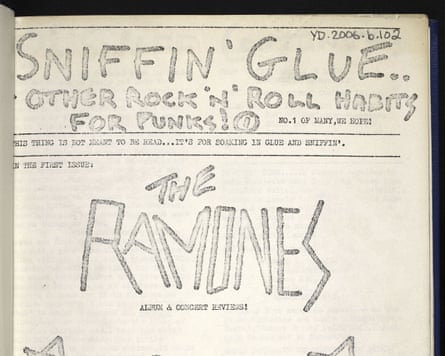 YD.2006.b.102
SNIFFIN' GLUE..
OTHER ROCK 'N' ROLL HABITS
FOR PUNKS! ① NO.1 OF MANY,WE HOPE!
THIS THING IS NOT MEANT TO BE READ...IT'S FOR SOAKING IN GLUE AND SNIFFIN'.
IN THE FIRST ISSUE:
THE
RAMONES
ALBUM & CONCERT REVIEWS!